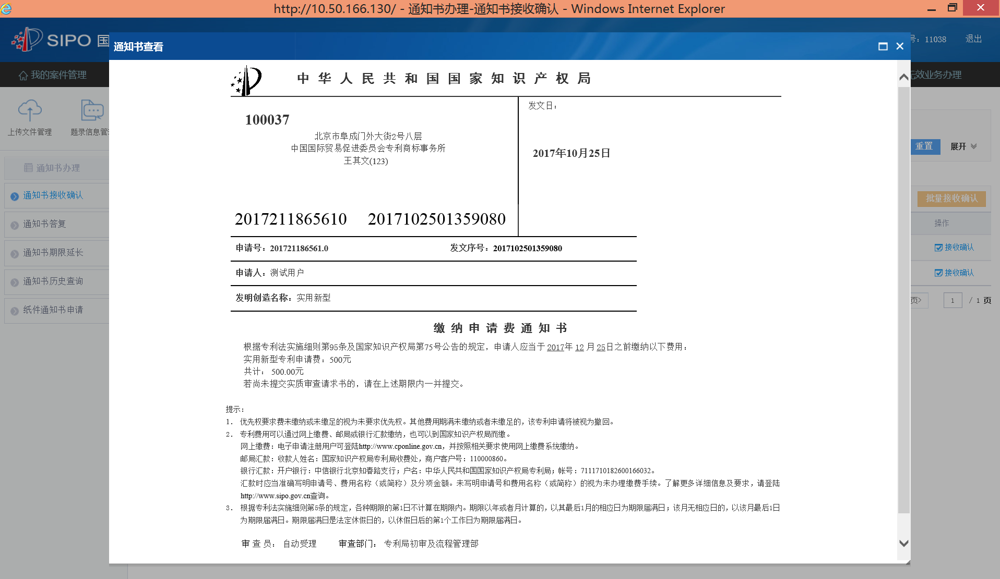 http://10.50.166.130/ - 通知书办理-通知书接收确认 - Windows Internet Explorer
SIPO 国
号：11038 退出
通知书查看
我的案件管理
无效业务办理
上传文件管理
题录信息管
重置 展开
通知书办理
通知书接收确认
通知书答复
通知书期限延长
通知书历史查询
纸件通知书申请
批量接收确认
操作
接收确认
接收确认
页>
1 / 1 页
中华人民共和国国家知识产权局
发文日：
100037
北京市阜成门外大街2号八层
中国国际贸易促进委员会专利商标事务所
王其文(123)
2017年10月25日
2017211865610 2017102501359080
申请号：201721186561.0 发文序号：2017102501359080
申请人：测试用户
发明创造名称：实用新型
缴纳申请费通知书
根据专利法实施细则第95条及国家知识产权局第75号公告的规定，申请人应当于 2017年 12 月 25日之前缴纳以下费用：
实用新型专利申请费：500元
共计： 500.00元
若尚未提交实质审查请求书的，请在上述期限内一并提交。
提示：
1. 优先权要求费未缴纳或未缴足的视为未要求优先权。其他费用期满未缴纳或者未缴足的，该专利申请将被视为撤回。
2. 专利费用可以通过网上缴费、邮局或银行汇款缴纳，也可以到国家知识产权局面缴。
网上缴费：电子申请注册用户可登陆http://www.cponline.gov.cn，并按照相关要求使用网上缴费系统缴纳。
邮局汇款：收款人姓名：国家知识产权局专利局收费处，商户客户号：110000860。
银行汇款：开户银行：中信银行北京知春路支行；户名：中华人民共和国国家知识产权局专利局；帐号：7111710182600166032。
汇款时应当准确写明申请号、费用名称（或简称）及分项金额。未写明申请号和费用名称（或简称）的视为未办理缴费手续。了解更多详细信息及要求，请登陆
http://www.sipo.gov.cn查询。
3. 根据专利法实施细则第5条的规定，各种期限的第1日不计算在期限内。期限以年或者月计算的，以其最后1月的相应日为期限届满日；该月无相应日的，以该月最后1日
为期限届满日。期限届满日是法定休假日的，以休假日后的第1个工作日为期限届满日。
审 查 员： 自动受理 审查部门： 专利局初审及流程管理部